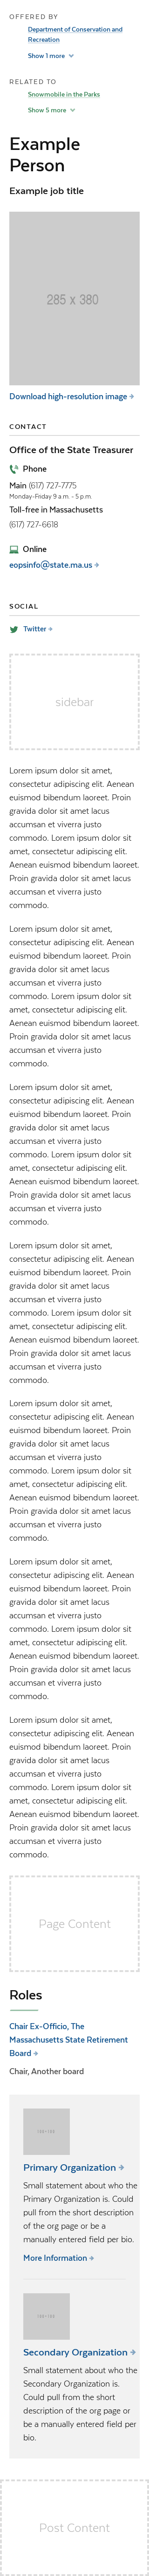 OFFERED BY
Department of Conservation and
Recreation
Show 1 more
RELATED TO
Snowmobile in the Parks
Show 5 more
Example
Person
Example job title
285 x 380
Download high-resolution image
CONTACT
Office of the State Treasurer
Phone
Main (617) 727-7775
Monday-Friday 9 a.m. - 5 p.m.
Toll-free in Massachusetts
(617) 727-6618
Online
eopsinfo@state.ma.us
SOCIAL
Twitter
sidebar
Lorem ipsum dolor sit amet,
consectetur adipiscing elit. Aenean
euismod bibendum laoreet. Proin
gravida dolor sit amet lacus
accumsan et viverra justo
commodo. Lorem ipsum dolor sit
amet, consectetur adipiscing elit.
Aenean euismod bibendum laoreet.
Proin gravida dolor sit amet lacus
accumsan et viverra justo
commodo.
Lorem ipsum dolor sit amet,
consectetur adipiscing elit. Aenean
euismod bibendum laoreet. Proin
gravida dolor sit amet lacus
accumsan et viverra justo
commodo. Lorem ipsum dolor sit
amet, consectetur adipiscing elit.
Aenean euismod bibendum laoreet.
Proin gravida dolor sit amet lacus
accumsan et viverra justo
commodo.
Lorem ipsum dolor sit amet,
consectetur adipiscing elit. Aenean
euismod bibendum laoreet. Proin
gravida dolor sit amet lacus
accumsan et viverra justo
commodo. Lorem ipsum dolor sit
amet, consectetur adipiscing elit.
Aenean euismod bibendum laoreet.
Proin gravida dolor sit amet lacus
accumsan et viverra justo
commodo.
Lorem ipsum dolor sit amet,
consectetur adipiscing elit. Aenean
euismod bibendum laoreet. Proin
gravida dolor sit amet lacus
accumsan et viverra justo
commodo. Lorem ipsum dolor sit
amet, consectetur adipiscing elit.
Aenean euismod bibendum laoreet.
Proin gravida dolor sit amet lacus
accumsan et viverra justo
commodo.
Lorem ipsum dolor sit amet,
consectetur adipiscing elit. Aenean
euismod bibendum laoreet. Proin
gravida dolor sit amet lacus
accumsan et viverra justo
commodo. Lorem ipsum dolor sit
amet, consectetur adipiscing elit.
Aenean euismod bibendum laoreet.
Proin gravida dolor sit amet lacus
accumsan et viverra justo
commodo.
Lorem ipsum dolor sit amet,
consectetur adipiscing elit. Aenean
euismod bibendum laoreet. Proin
gravida dolor sit amet lacus
accumsan et viverra justo
commodo. Lorem ipsum dolor sit
amet, consectetur adipiscing elit.
Aenean euismod bibendum laoreet.
Proin gravida dolor sit amet lacus
accumsan et viverra justo
commodo.
Lorem ipsum dolor sit amet,
consectetur adipiscing elit. Aenean
euismod bibendum laoreet. Proin
gravida dolor sit amet lacus
accumsan et viverra justo
commodo. Lorem ipsum dolor sit
amet, consectetur adipiscing elit.
Aenean euismod bibendum laoreet.
Proin gravida dolor sit amet lacus
accumsan et viverra justo
commodo.
Page Content
Roles
Chair Ex-Officio, The
Massachusetts State Retirement
Board
Chair, Another board
Primary Organization
Small statement about who the
Primary Organization is. Could
pull from the short description
of the org page or be a
manually entered field per bio.
More Information
Secondary Organization
Small statement about who the
Secondary Organization is.
Could pull from the short
description of the org page or
be a manually entered field per
bio.
Post Content